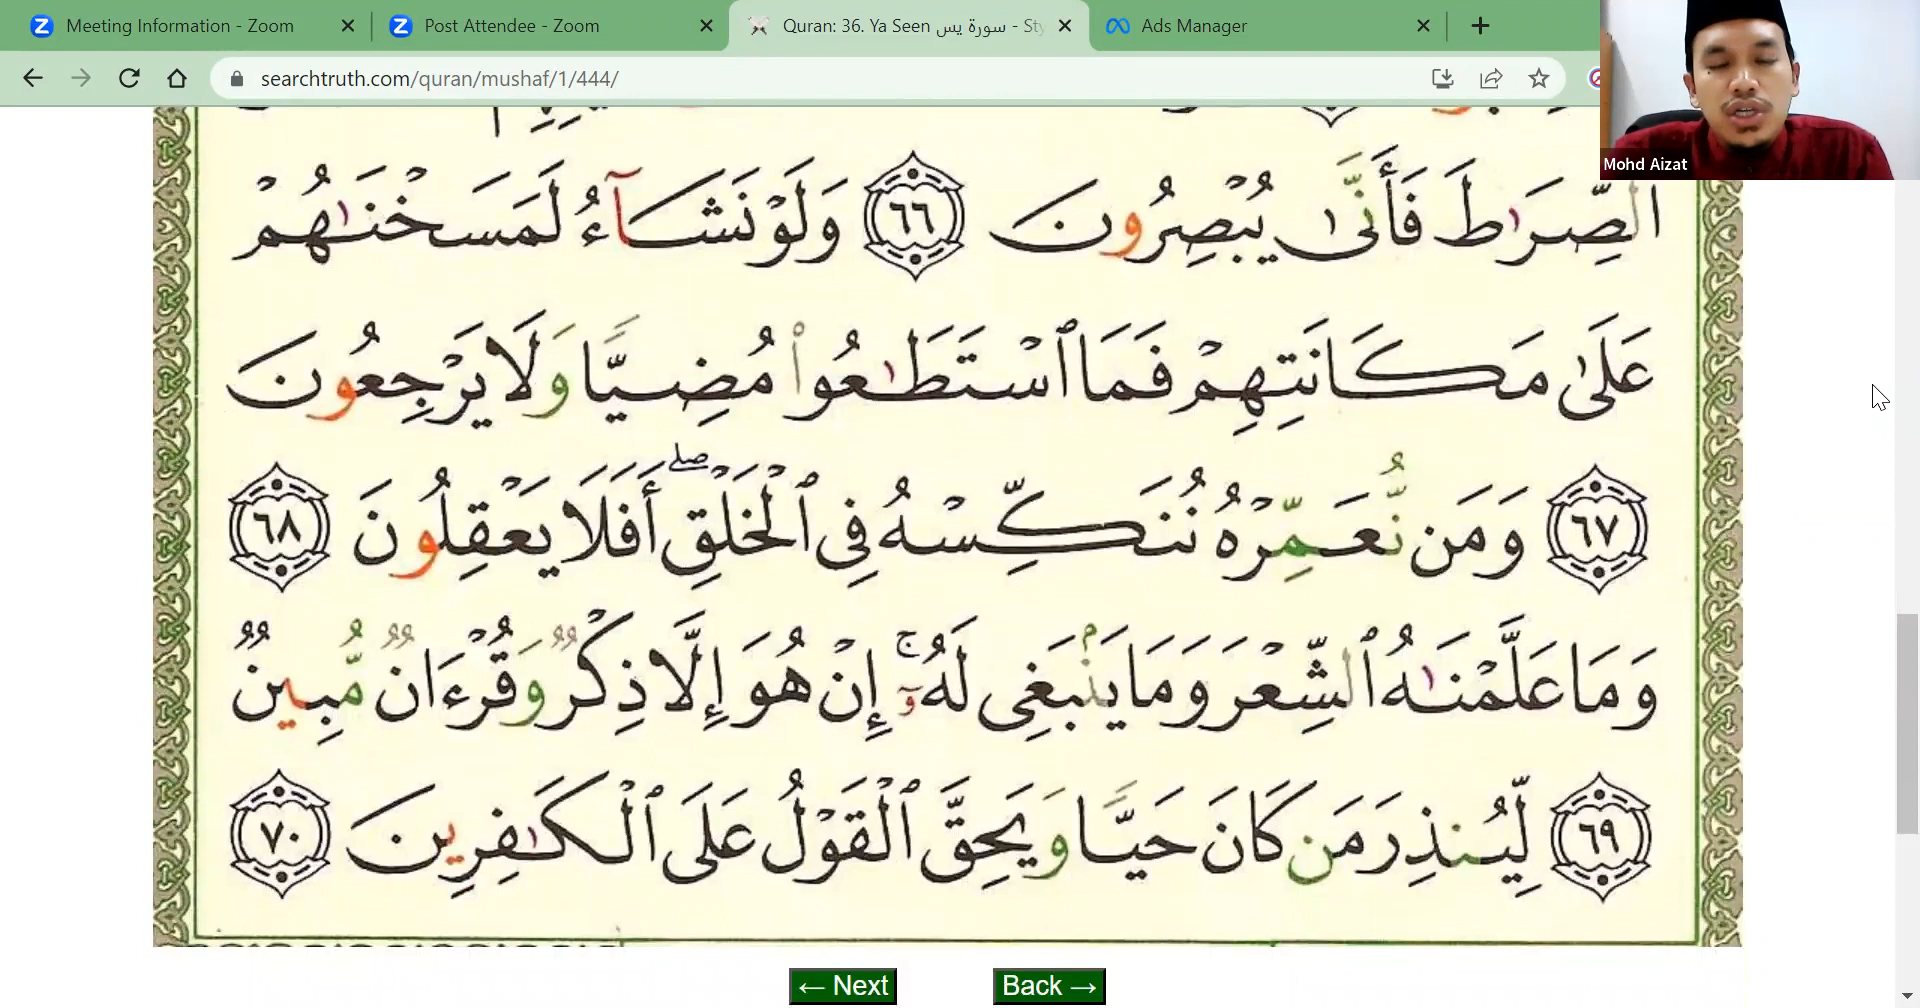 Meeting Information - Zoom
Post Attendee - Zoom
Quran: 36. Ya Seen سورة يس - Sty
Ads Manager
searchtruth.com/quran/mushaf/1/444/
Mohd Aizat
ٱلصِّرَٰطَ فَأَنَّىٰ يُبْصِرُونَ ٦٦ وَلَوْ نَشَآءُ لَمَسَخْنَٰهُمْ
عَلَىٰ مَكَانَتِهِمْ فَمَا ٱسْتَطَٰعُوا۟ مُضِيًّا وَلَا يَرْجِعُونَ
٦٧ وَمَن نُّعَمِّرْهُ نُنَكِّسْهُ فِى ٱلْخَلْقِ ۖ أَفَلَا يَعْقِلُونَ ٦٨
وَمَا عَلَّمْنَٰهُ ٱلشِّعْرَ وَمَا يَنۢبَغِى لَهُۥٓ ۚ إِنْ هُوَ إِلَّا ذِكْرٌ وَقُرْءَانٌ مُّبِينٌ
٦٩ لِّيُنذِرَ مَن كَانَ حَيًّا وَيَحِقَّ ٱلْقَوْلُ عَلَى ٱلْكَٰفِرِينَ ٧٠
← Next
Back →